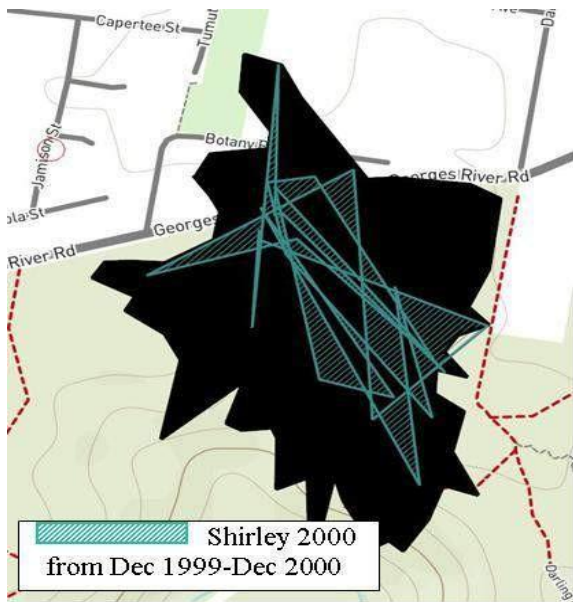 Capertee St
Tumut
Da
Jamison St
Botany
Georges River Rd
ola St
Georges
River Rd
Shirley 2000
from Dec 1999-Dec 2000
Darling